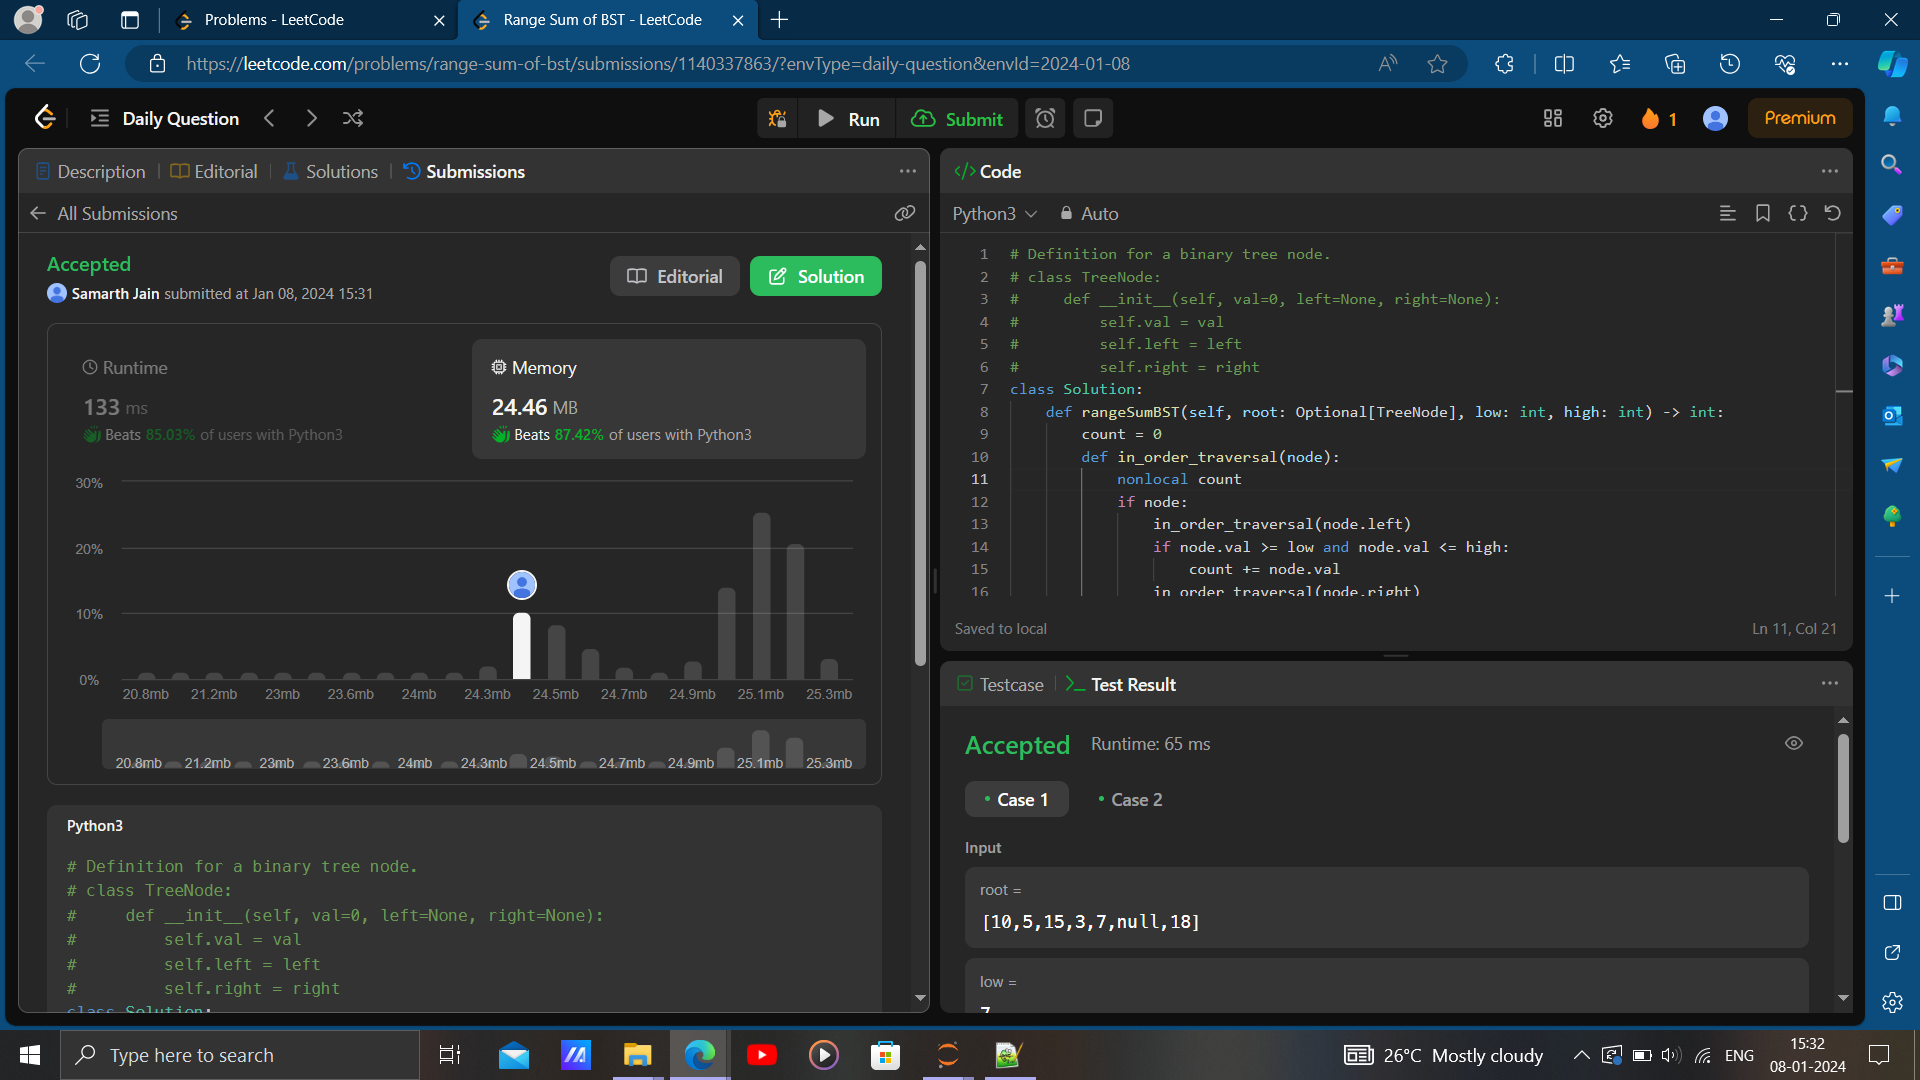 Problems - LeetCode
Range Sum of BST - LeetCode
https://leetcode.com/problems/range-sum-of-bst/submissions/1140337863/?envType=daily-question&envId=2024-01-08
Daily Question
Run
Submit
1
Premium
Description
Editorial
Solutions
Submissions
All Submissions
Accepted
Samarth Jain submitted at Jan 08, 2024 15:31
Editorial
Solution
Runtime
133 ms
Beats 85.03% of users with Python3
Memory
24.46 MB
Beats 87.42% of users with Python3
30%
20%
10%
0%
20.8mb 21.2mb 23mb 23.6mb 24mb 24.3mb 24.5mb 24.7mb 24.9mb 25.1mb 25.3mb
20.8mb 21.2mb 23mb 23.6mb 24mb 24.3mb 24.5mb 24.7mb 24.9mb 25.1mb 25.3mb
Python3
# Definition for a binary tree node.
# class TreeNode:
#     def __init__(self, val=0, left=None, right=None):
#         self.val = val
#         self.left = left
#         self.right = right
class Solution:
Code
Python3
Auto
1 # Definition for a binary tree node.
2 # class TreeNode:
3 #     def __init__(self, val=0, left=None, right=None):
4 #         self.val = val
5 #         self.left = left
6 #         self.right = right
7 class Solution:
8     def rangeSumBST(self, root: Optional[TreeNode], low: int, high: int) -> int:
9         count = 0
10         def in_order_traversal(node):
11             nonlocal count
12             if node:
13                 in_order_traversal(node.left)
14                 if node.val >= low and node.val <= high:
15                     count += node.val
16                 in_order_traversal(node.right)
Saved to local
Ln 11, Col 21
Testcase
Test Result
Accepted
Runtime: 65 ms
Case 1
Case 2
Input
root =
[10,5,15,3,7,null,18]
low =
7
Type here to search
26°C Mostly cloudy
ENG
15:32
08-01-2024